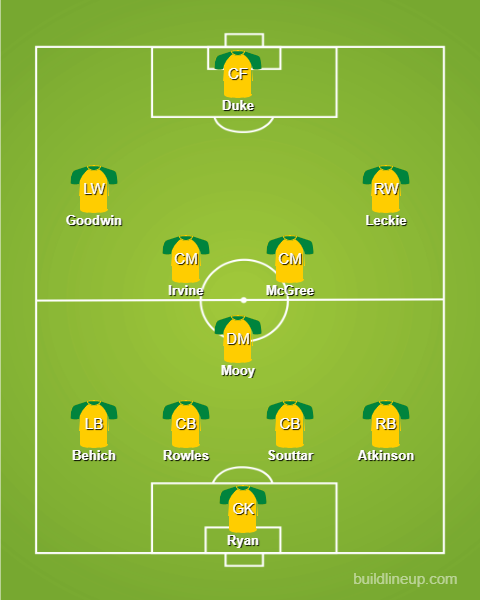 CF
Duke
LW
Goodwin
RW
Leckie
CM
Irvine
CM
McGree
DM
Mooy
LB
Behich
CB
Rowles
CB
Souttar
RB
Atkinson
GK
Ryan
buildlineup.com